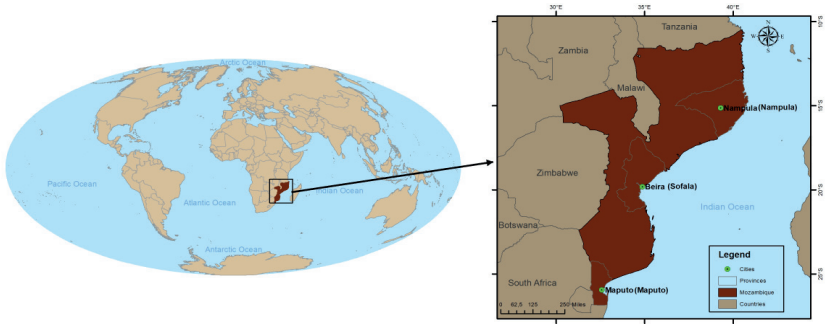 Arctic Ocean
Pacific Ocean
Atlantic Ocean
Indian Ocean
Antarctic Ocean
30°E
35°E
40°E
10°S
15°S
20°S
25°S
N
W
E
S
Tanzania
Zambia
Malawi
Nampula (Nampula)
Zimbabwe
Beira (Sofala)
Indian Ocean
Botswana
South Africa
Maputo (Maputo)
0 62,5 125 250 Miles
Legend
Cities
Provinces
Mozambique
Countries